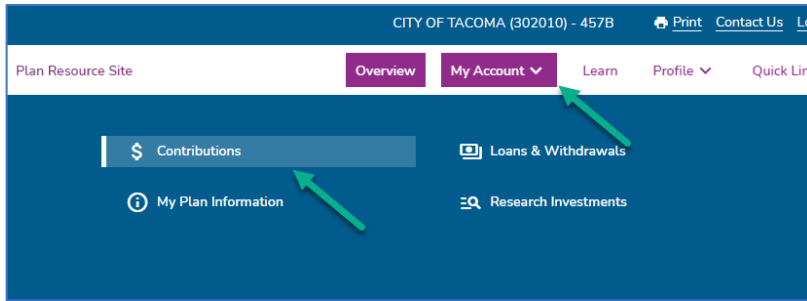 CITY OF TACOMA (302010) - 457B Print Contact Us
Plan Resource Site Overview My Account Learn Profile Quick
Contributions Loans & Withdrawals
My Plan Information Research Investments